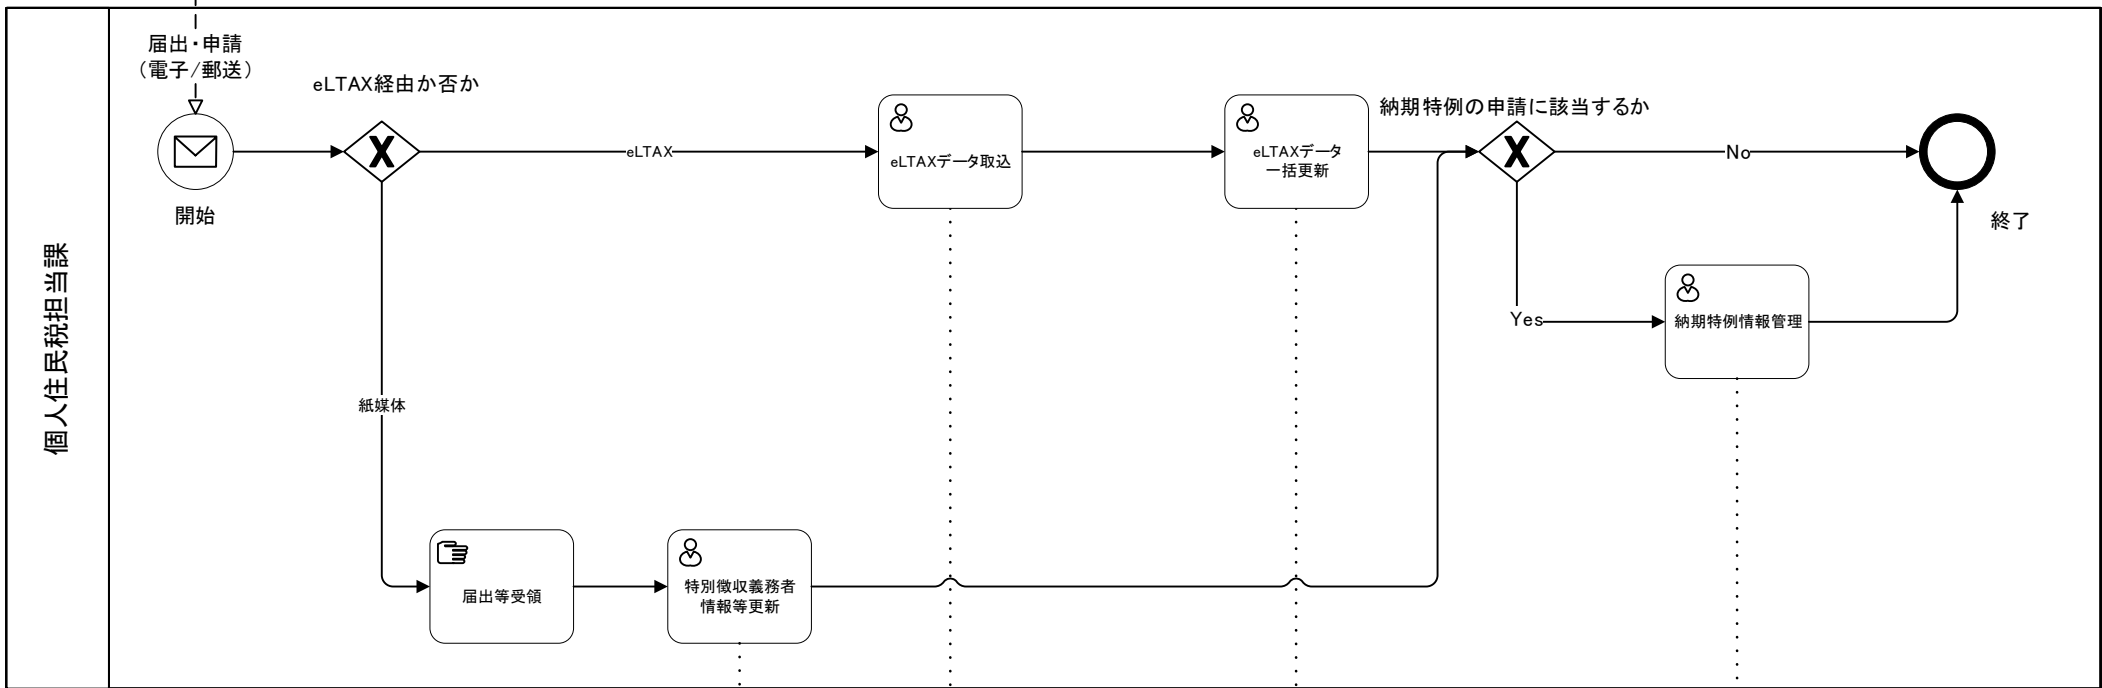 届出・申請
（電子/郵送）
eLTAX経由か否か
開始
eLTAX
eLTAXデータ取込
eLTAXデータ
一括更新
納期特例の申請に該当するか
No
終了
Yes
納期特例情報管理
個人住民税担当課
紙媒体
届出等受領
特別徴収義務者
情報等更新